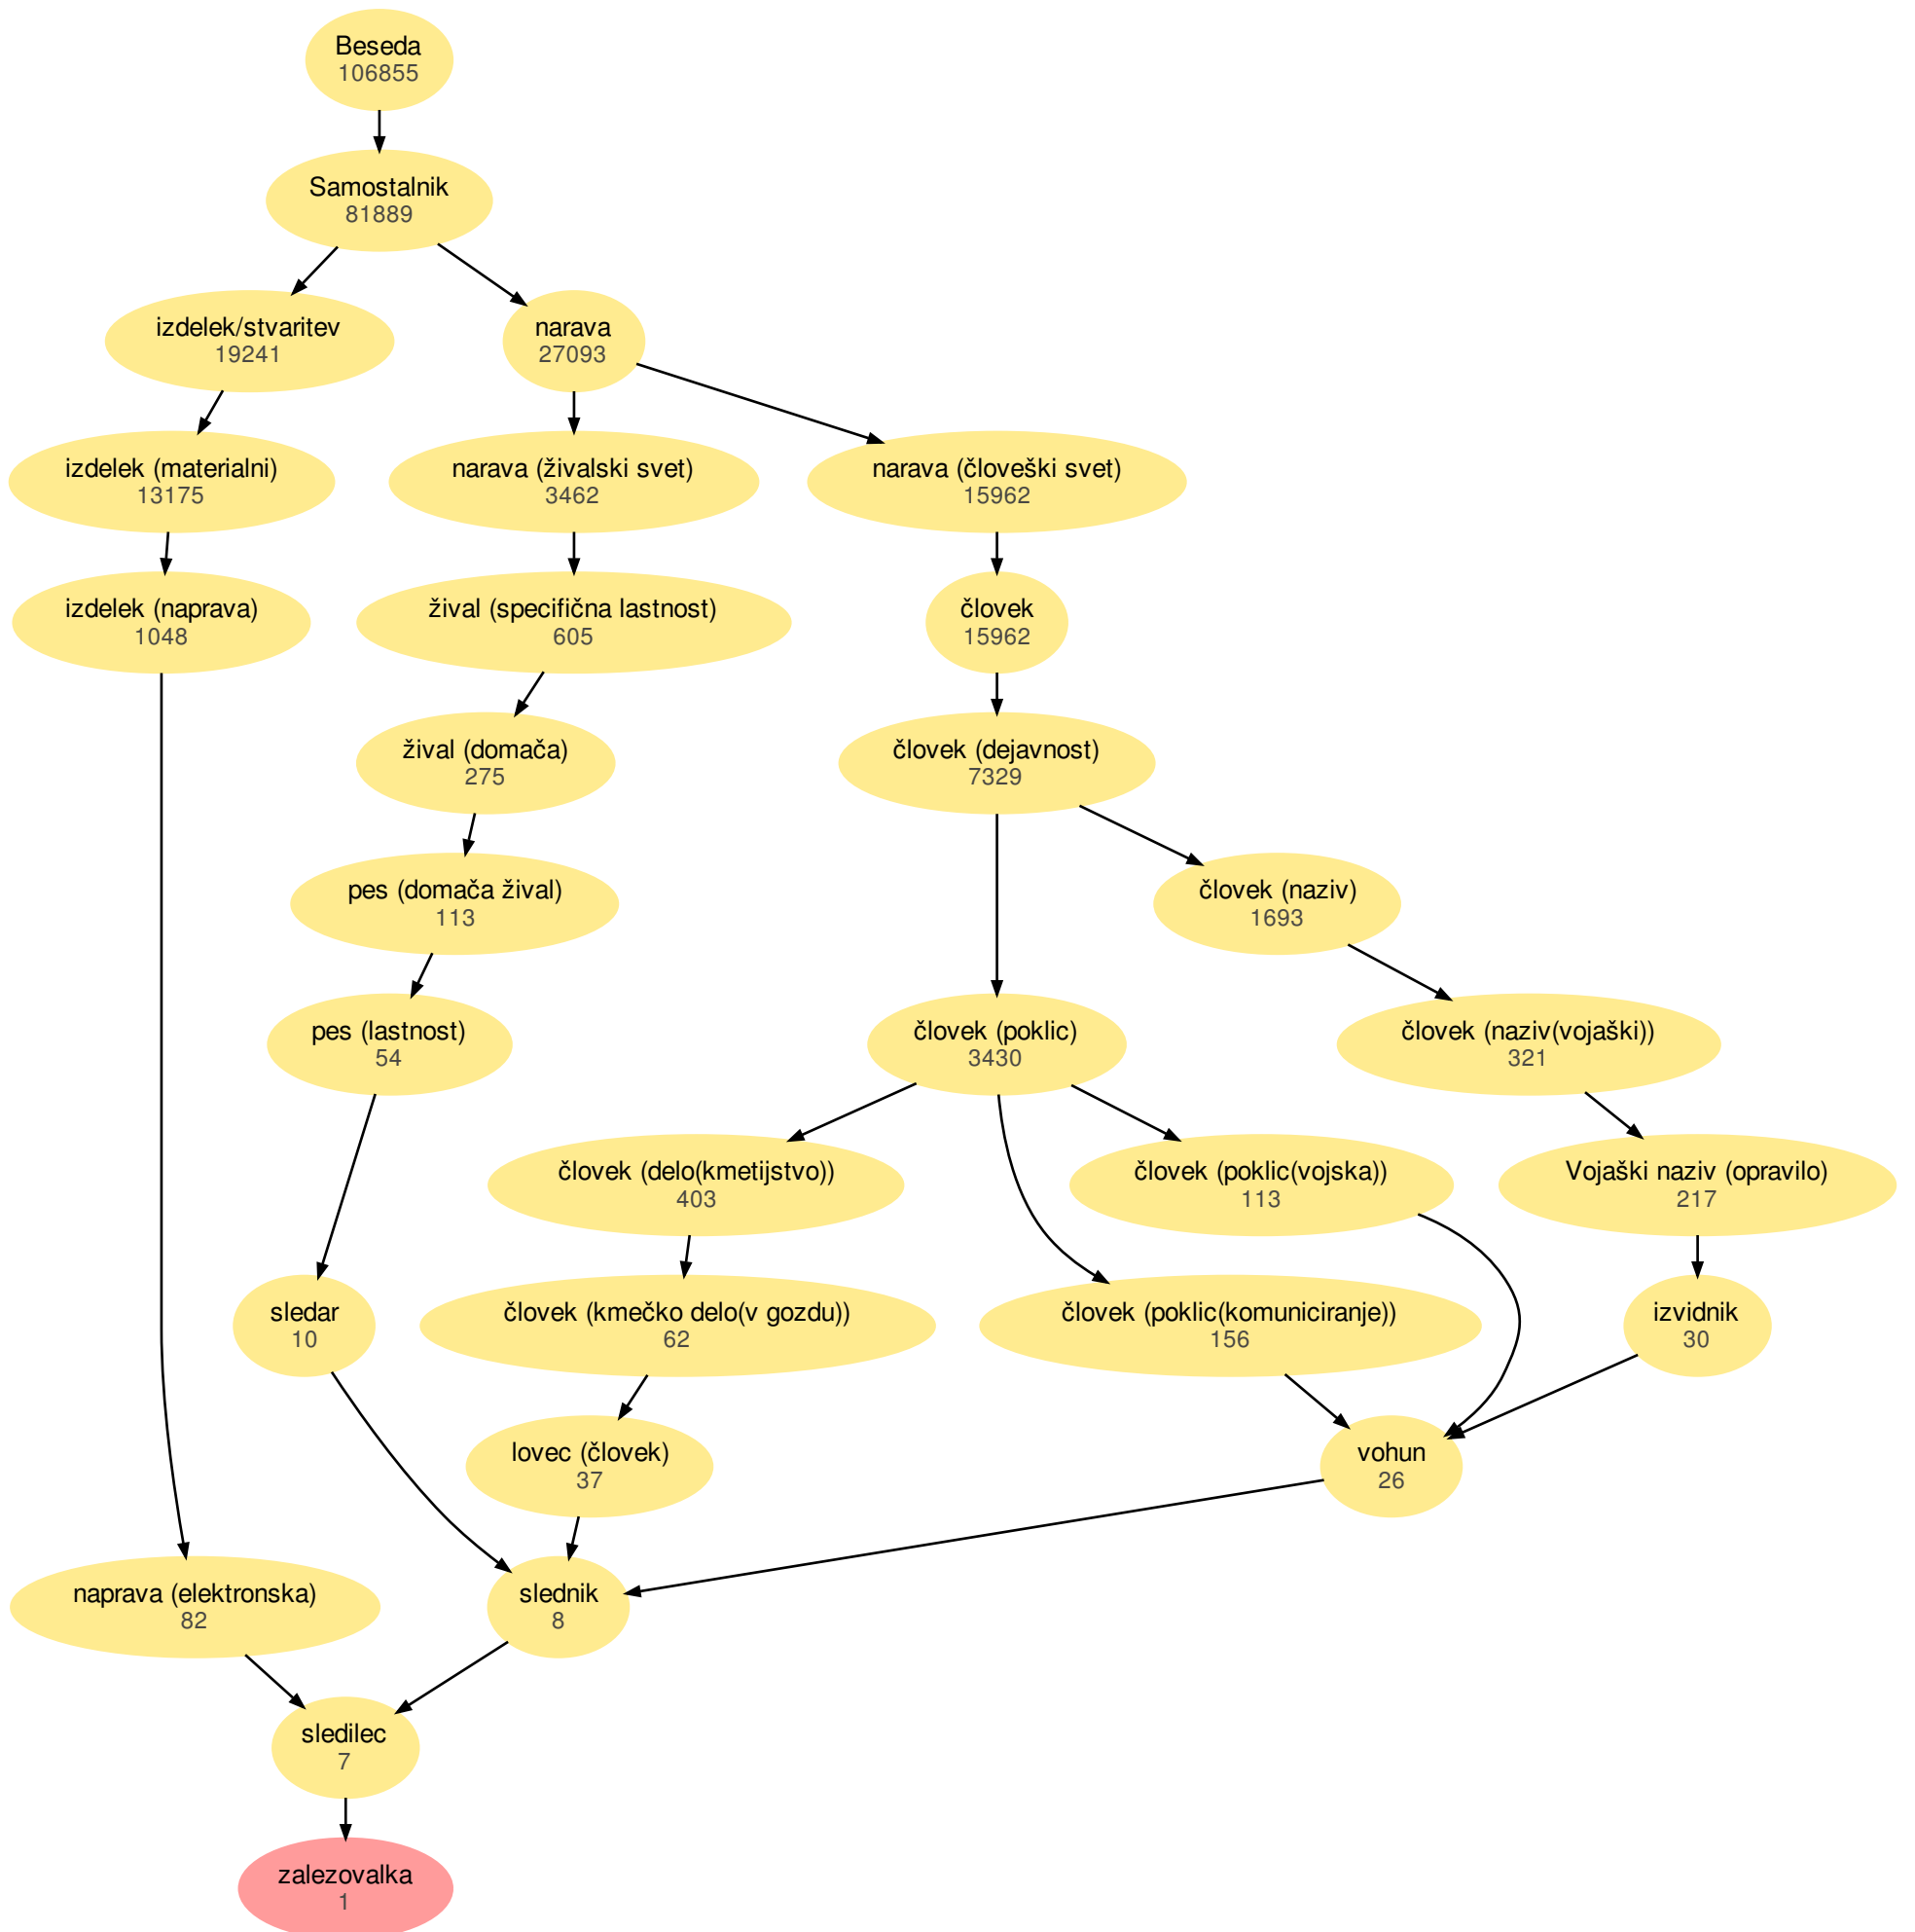 Beseda
106855
Samostalnik
81889
izdelek/stvaritev
19241
narava
27093
izdelek (materialni)
13175
narava (živalski svet)
3462
narava (človeški svet)
15962
izdelek (naprava)
1048
žival (specifična lastnost)
605
človek
15962
žival (domača)
275
človek (dejavnost)
7329
pes (domača žival)
113
človek (naziv)
1693
pes (lastnost)
54
človek (poklic)
3430
človek (naziv(vojaški))
321
človek (delo(kmetijstvo))
403
človek (poklic(vojska))
113
Vojaški naziv (opravilo)
217
sledar
10
človek (kmečko delo(v gozdu))
62
človek (poklic(komuniciranje))
156
izvidnik
30
lovec (človek)
37
vohun
26
naprava (elektronska)
82
slednik
8
sledilec
7
zalezovalka
1